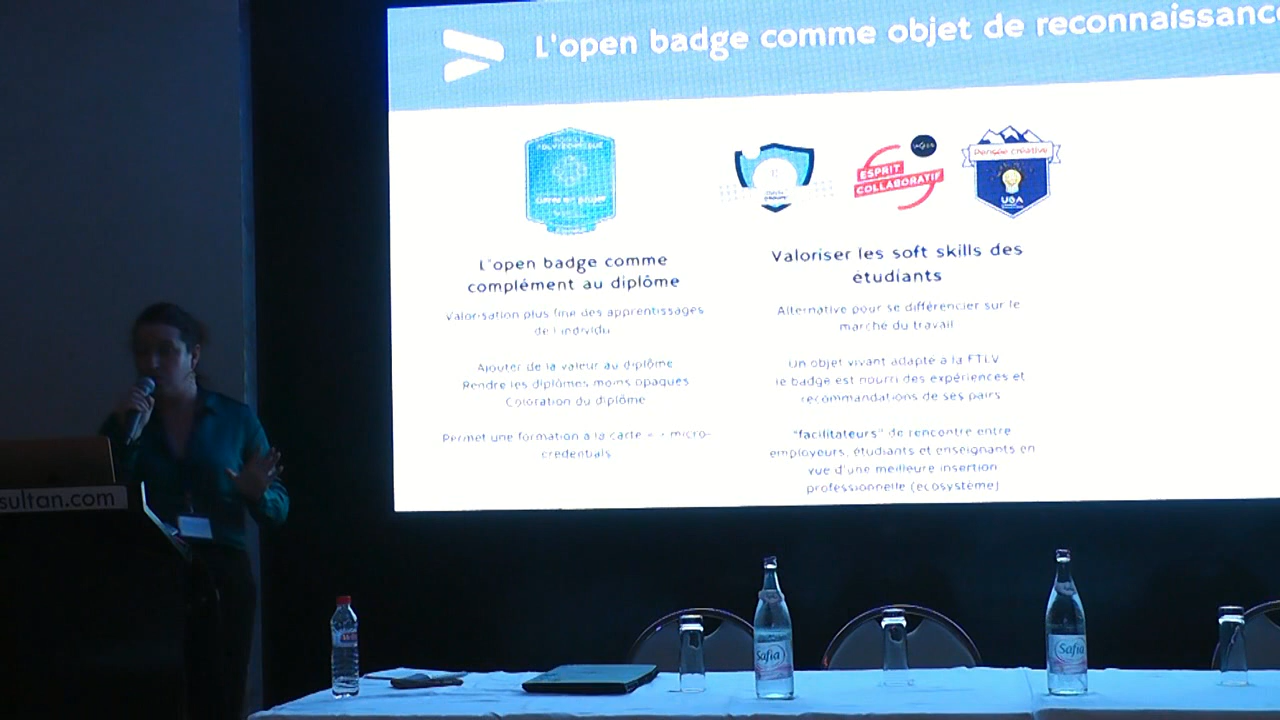 L'open badge comme objet de reconnaissance
POLYTECHNIQUE
ESPRIT
COLLABORATIF
Pensée créative
UGA
L'open badge comme
complément au diplôme
Valorisation plus fine des apprentissages
de l'individu
Ajouter de la valeur au diplôme
Rendre les diplômes moins opaques
Coloration du diplôme
Permet une formation à la carte micro-
credentials
Valoriser les soft skills des
étudiants
Alternative pour se différencier sur le
marché du travail
Un objet vivant adapté à la FTLV
le badge est nourri des expériences et
recommandations de ses pairs
"facilitateurs" de rencontre entre
employeurs, étudiants et enseignants en
vue d'une meilleure insertion
professionnelle (écosystème)
sultan.com
Safia
Safia